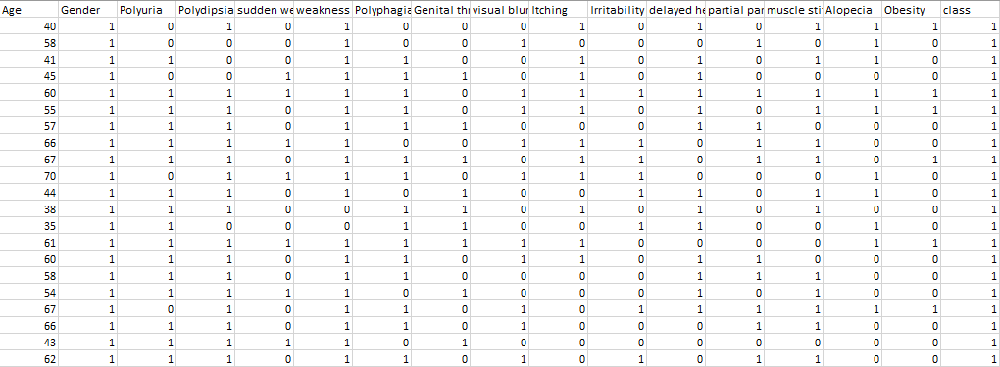 Age Gender Polyuria Polydipsia sudden we weakness Polyphagia Genital thr visual blur Itching Irritability delayed he partial par muscle stif Alopecia Obesity class
40 1 0 1 0 1 0 0 0 1 0 1 0 1 1 1 1
58 1 0 0 0 1 0 0 1 0 0 0 1 0 1 0 1
41 1 1 0 0 1 1 0 0 1 0 1 0 1 1 0 1
45 1 0 0 1 1 1 1 0 1 0 1 0 0 0 0 1
60 1 1 1 1 1 1 0 1 1 1 1 1 1 1 1 1
55 1 1 1 0 1 1 0 1 1 0 1 0 1 1 1 1
57 1 1 1 0 1 1 1 0 0 0 1 1 0 0 0 1
66 1 1 1 1 1 0 0 1 1 1 0 1 1 0 0 1
67 1 1 1 0 1 1 1 0 1 1 0 1 1 0 1 1
70 1 0 1 1 1 1 0 1 1 1 0 0 0 1 0 1
44 1 1 1 1 1 0 1 0 0 1 1 0 1 1 0 1
38 1 1 1 0 0 1 1 0 1 0 1 0 1 0 0 1
35 1 1 0 0 0 1 1 0 0 1 1 0 0 1 0 1
61 1 1 1 1 1 1 1 1 1 0 0 0 0 1 1 1
60 1 1 1 0 1 1 0 1 1 0 1 1 0 0 0 1
58 1 1 1 0 1 1 0 1 0 0 1 1 1 0 0 1
54 1 1 1 1 1 0 1 0 0 0 1 0 1 0 0 1
67 1 0 1 0 1 1 0 1 0 1 1 1 1 1 1 1
66 1 1 1 0 1 1 0 1 0 0 0 1 1 0 0 1
43 1 1 1 1 1 0 1 0 0 0 0 0 0 0 0 1
62 1 1 1 0 1 1 0 1 0 1 0 1 1 0 0 1